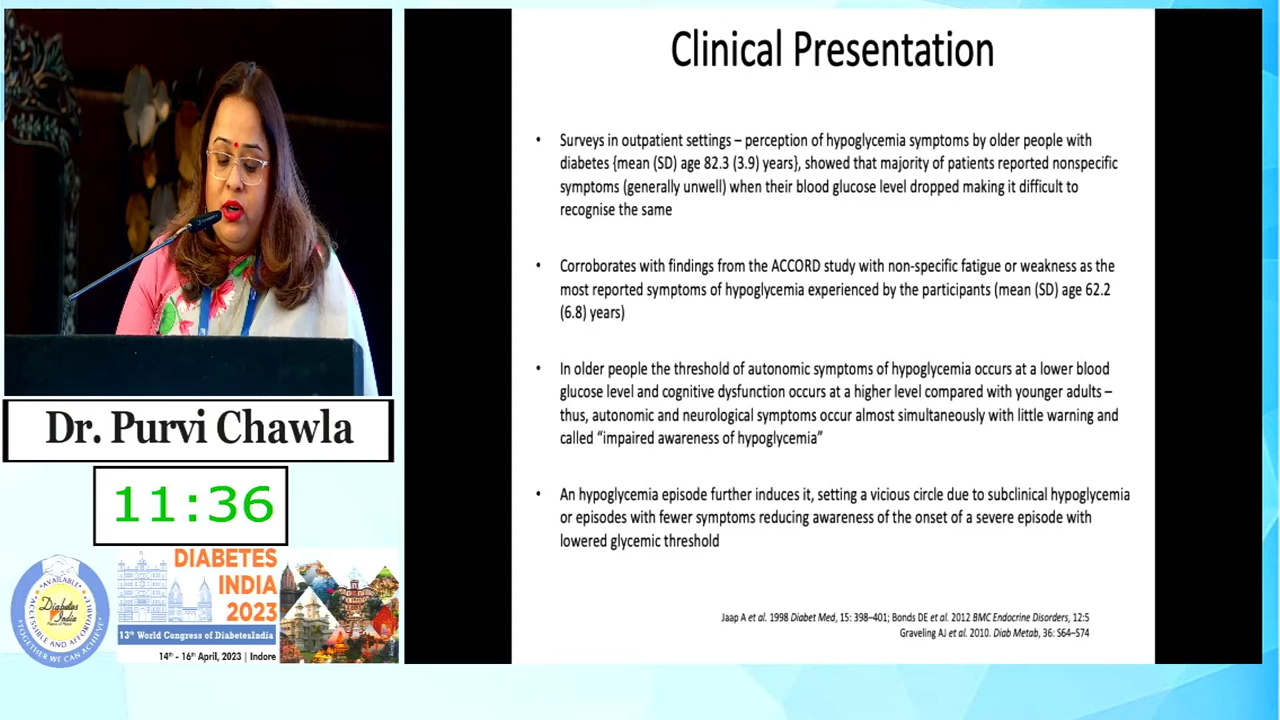 Clinical Presentation
• Surveys in outpatient settings – perception of hypoglycemia symptoms by older people with
diabetes {mean (SD) age 82.3 (3.9) years}, showed that majority of patients reported nonspecific
symptoms (generally unwell) when their blood glucose level dropped making it difficult to
recognise the same
• Corroborates with findings from the ACCORD study with non-specific fatigue or weakness as the
most reported symptoms of hypoglycemia experienced by the participants (mean (SD) age 62.2
(6.8) years)
• In older people the threshold of autonomic symptoms of hypoglycemia occurs at a lower blood
glucose level and cognitive dysfunction occurs at a higher level compared with younger adults –
thus, autonomic and neurological symptoms occur almost simultaneously with little warning and
called “impaired awareness of hypoglycemia”
• An hypoglycemia episode further induces it, setting a vicious circle due to subclinical hypoglycemia
or episodes with fewer symptoms reducing awareness of the onset of a severe episode with
lowered glycemic threshold
Jaap A et al. 1998 Diabet Med, 15: 398–401; Bonds DE et al. 2012 BMC Endocrine Disorders, 12:5
Graveling AJ et al. 2010. Diab Metab, 36: S64–S74
Dr. Purvi Chawla
11:36
AVAILABLE
ACCESSIBLE AND AFFORDABLE
Diabetes
India
TOGETHER WE CAN ACHIEVE
DIABETES
INDIA
2023
13th World Congress of DiabetesIndia
14th - 16th April, 2023 | Indore